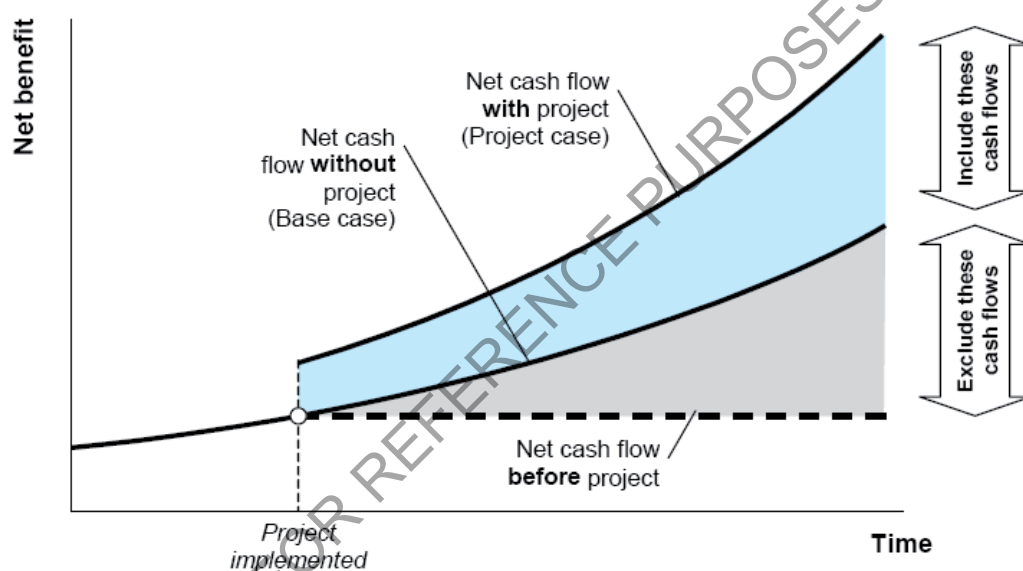 Net benefit
Net cash flow
with project
(Project case)
Net cash
flow without
project
(Base case)
Net cash flow
before project
Project
implemented
Time
Include these
cash flows
Exclude these
cash flows
OR REFERENCE PURPOSES